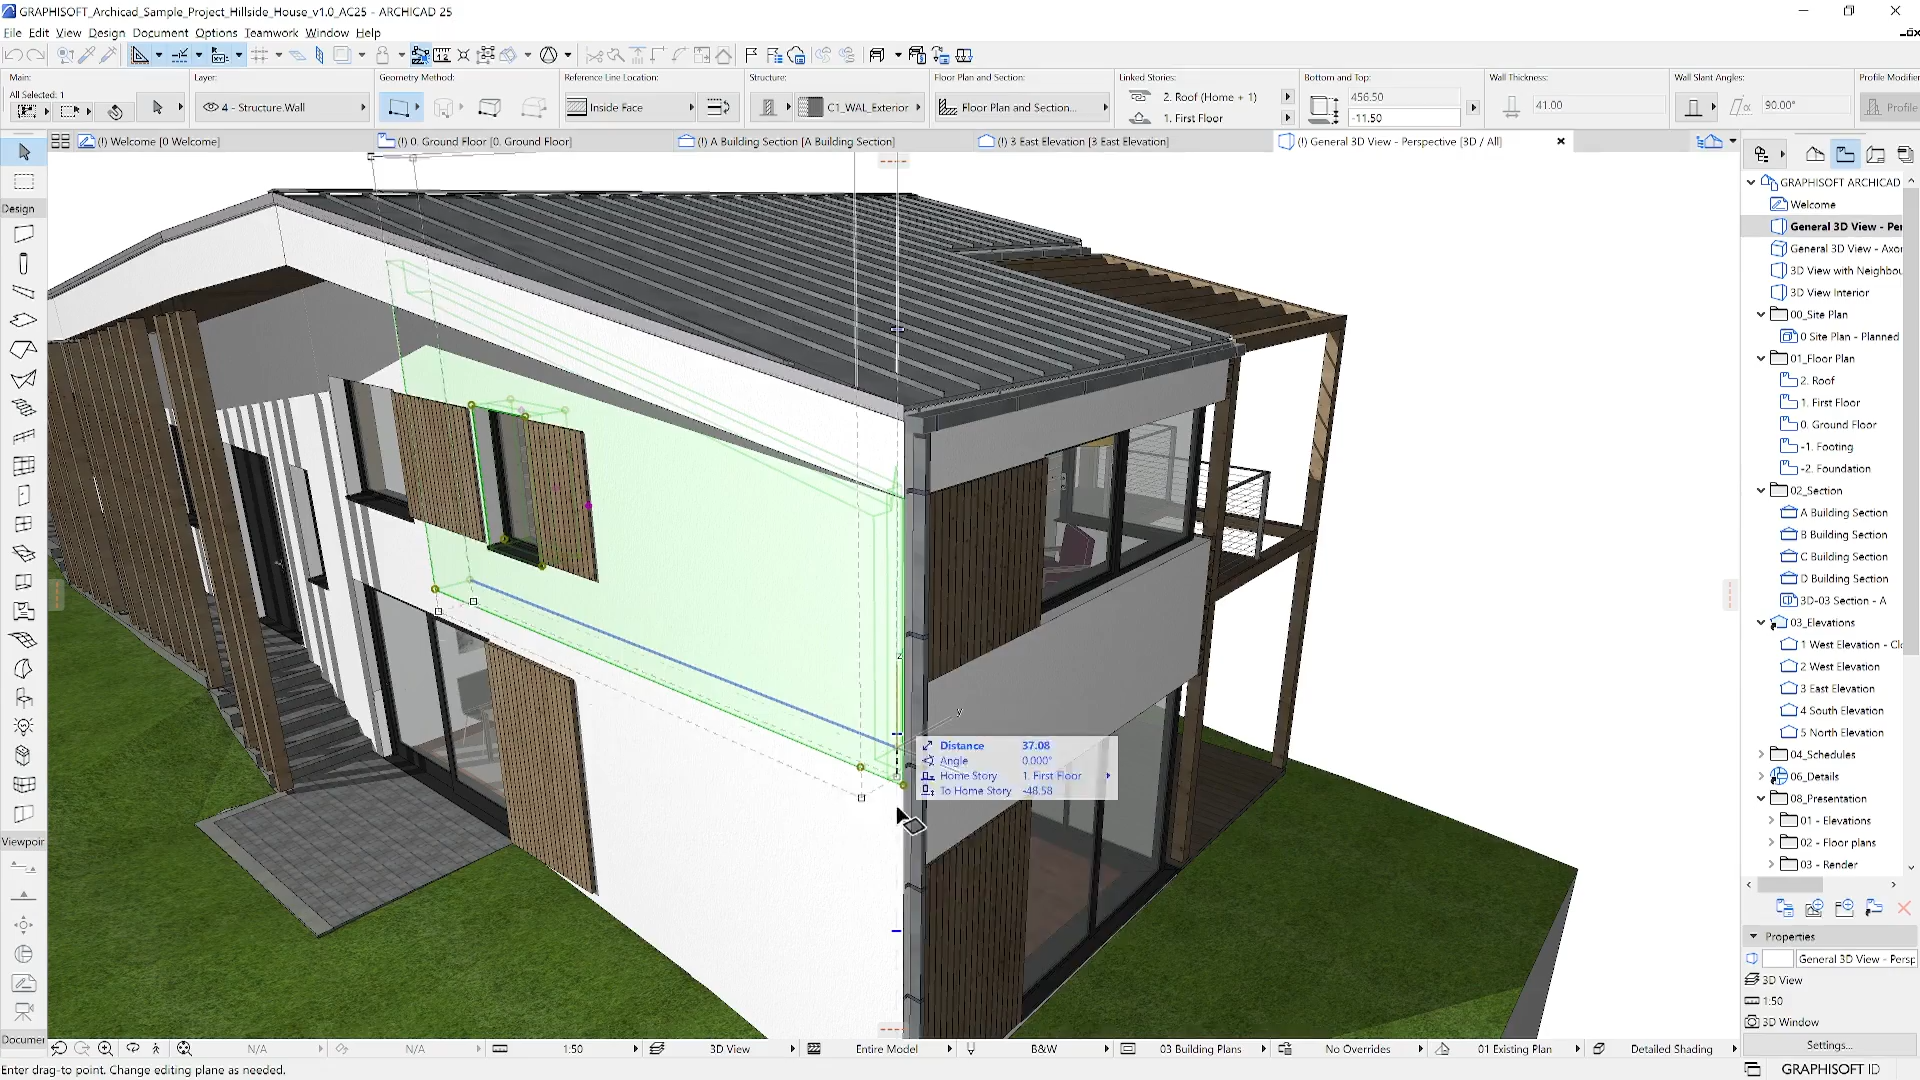 GRAPHISOFT_Archicad_Sample_Project_Hillside_House_v1.0_AC25 - ARCHICAD 25
File Edit View Design Document Options Teamwork Window Help
Main:
All Selected: 1
Layer:
4 - Structure.Wall
Geometry Method:
Reference Line Location:
Inside Face
Structure:
C1_WAL_Exterior
Floor Plan and Section:
Floor Plan and Section...
Linked Stories:
2. Roof (Home + 1)
1. First Floor
Bottom and Top:
456.50
-11.50
Wall Thickness:
41.00
Wall Slant Angles:
90.00°
Profile Modifier
Profile
(!) Welcome [0 Welcome]
(!) 0. Ground Floor [0. Ground Floor]
(!) A Building Section [A Building Section]
(!) 3 East Elevation [3 East Elevation]
(!) General 3D View - Perspective [3D / All]
Design
Viewpoir
Documer
GRAPHISOFT ARCHICAD
Welcome
General 3D View - Per
General 3D View - Axor
3D View with Neighbou
3D View Interior
00_Site Plan
0 Site Plan - Planned
01_Floor Plan
2. Roof
1. First Floor
0. Ground Floor
-1. Footing
-2. Foundation
02_Section
A Building Section
B Building Section
C Building Section
D Building Section
3D-03 Section - A
03_Elevations
1 West Elevation - Cl
2 West Elevation
3 East Elevation
4 South Elevation
5 North Elevation
04_Schedules
06_Details
08_Presentation
01 - Elevations
02 - Floor plans
03 - Render
z
y
Distance 37.08
Angle 0.000°
Home Story 1. First Floor
To Home Story -48.58
Properties
General 3D View - Persp
3D View
1:50
3D Window
Settings...
N/A
N/A
1:50
3D View
Entire Model
B&W
03 Building Plans
No Overrides
01 Existing Plan
Detailed Shading
Enter drag-to point. Change editing plane as needed.
GRAPHISOFT ID